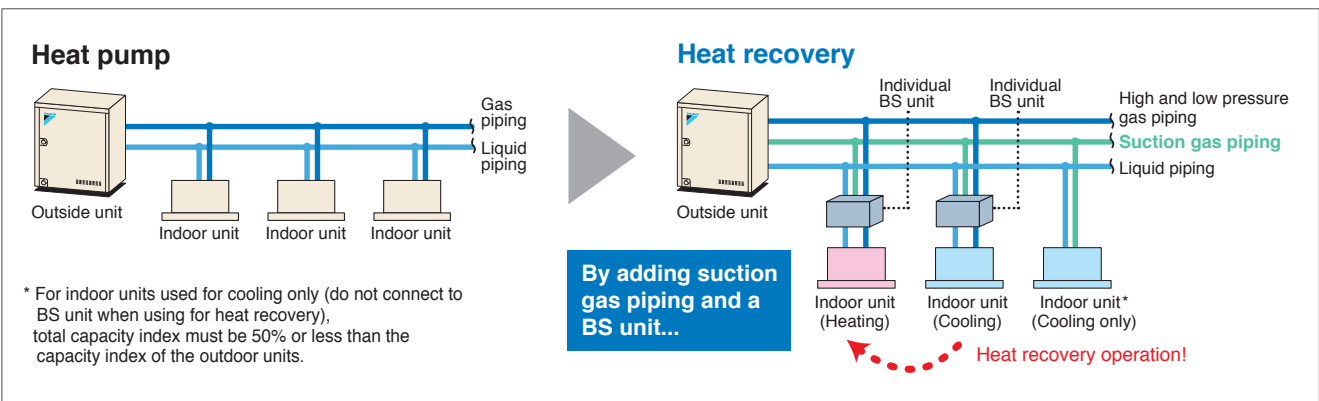 Heat pump
Gas
piping
Liquid
piping
Outside unit
Indoor unit
Indoor unit
Indoor unit
* For indoor units used for cooling only (do not connect to
BS unit when using for heat recovery),
total capacity index must be 50% or less than the
capacity index of the outdoor units.
Heat recovery
Individual
BS unit
Individual
BS unit
High and low pressure
gas piping
Suction gas piping
Liquid piping
Outside unit
By adding suction
gas piping and a
BS unit...
Indoor unit
(Heating)
Indoor unit
(Cooling)
Indoor unit*
(Cooling only)
Heat recovery operation!